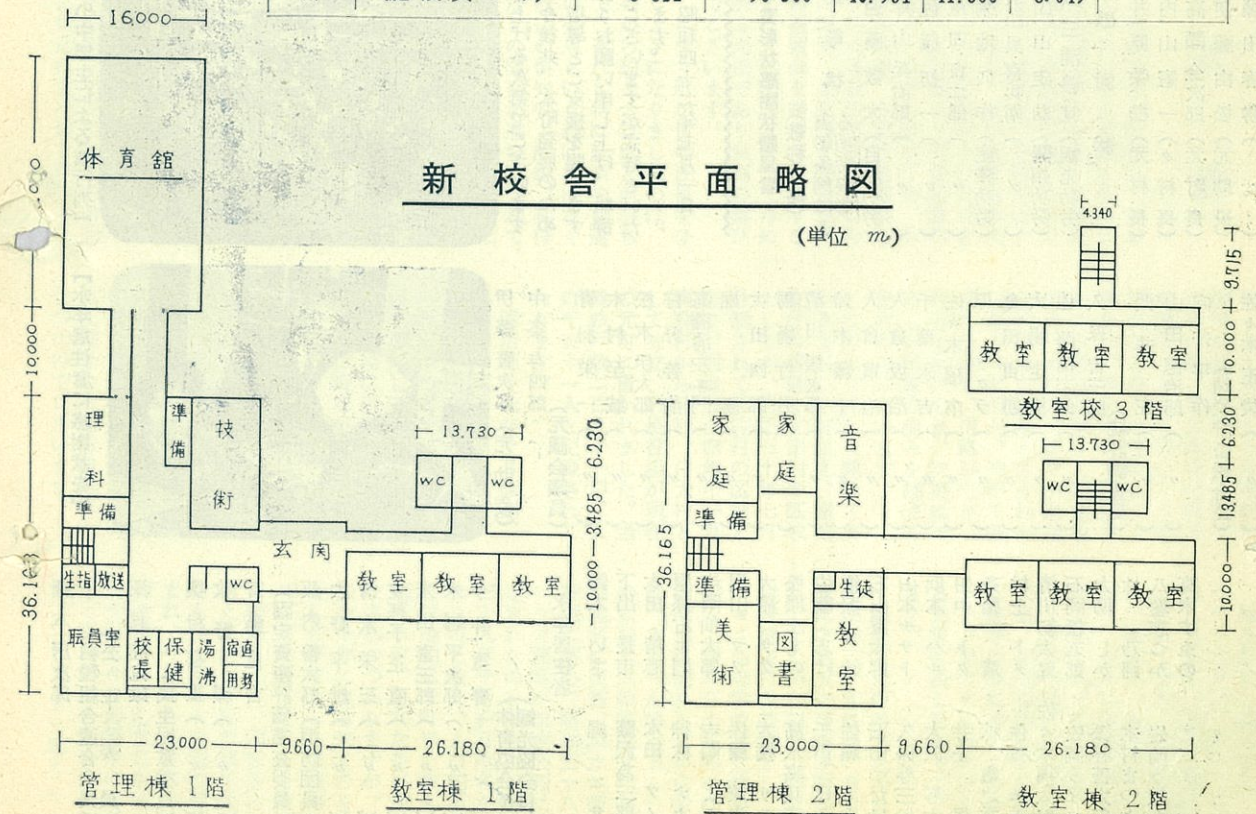 16,000
体育館
新校舎平面略図
(単位 m)
4.340
9.715
10.000
6.230
13.485
10.000
10.000
36.163
理科
準備
準備
技術
13.730
WC
WC
6.230
3.485
10.000
玄関
生指
放送
WC
教室
教室
教室
職員室
校長
保健
湯沸
宿直
用務
23.000
9.660
26.180
管理棟1階
教室棟1階
家庭
家庭
音楽
準備
36.165
準備
美術
図書
生徒
教室
教室
教室
教室
教室校3階
13.730
WC
WC
教室
教室
教室
23,000
9.660
26.180
管理棟2階
教室棟2階